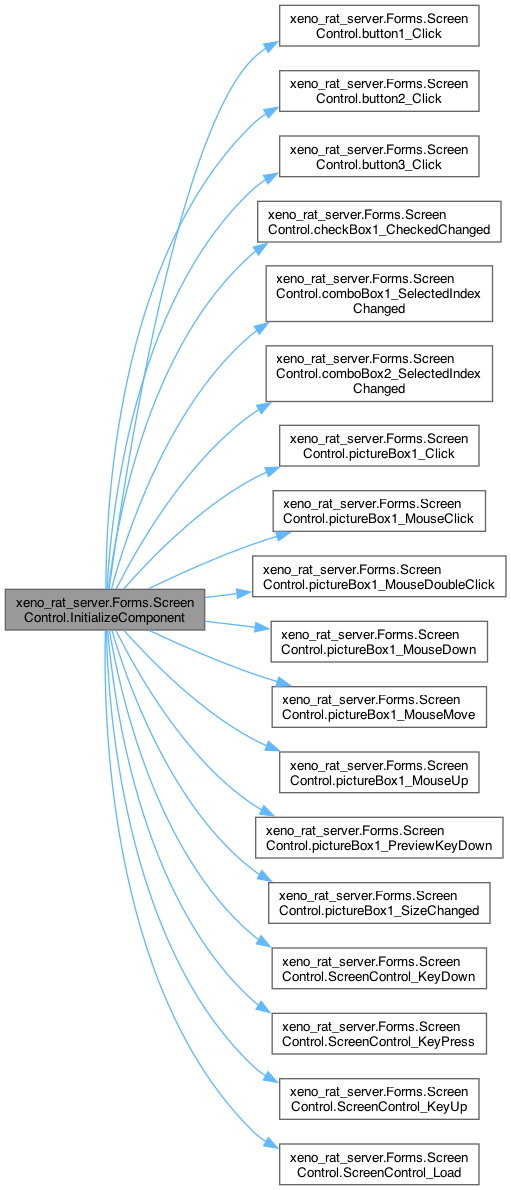 xeno_rat_server.Forms.Screen
Control.button1_Click
xeno_rat_server.Forms.Screen
Control.button2_Click
xeno_rat_server.Forms.Screen
Control.button3_Click
xeno_rat_server.Forms.Screen
Control.checkBox1_CheckedChanged
xeno_rat_server.Forms.Screen
Control.comboBox1_SelectedIndex
Changed
xeno_rat_server.Forms.Screen
Control.comboBox2_SelectedIndex
Changed
xeno_rat_server.Forms.Screen
Control.pictureBox1_Click
xeno_rat_server.Forms.Screen
Control.pictureBox1_MouseClick
xeno_rat_server.Forms.Screen
Control.pictureBox1_MouseDoubleClick
xeno_rat_server.Forms.Screen
Control.InitializeComponent
xeno_rat_server.Forms.Screen
Control.pictureBox1_MouseDown
xeno_rat_server.Forms.Screen
Control.pictureBox1_MouseMove
xeno_rat_server.Forms.Screen
Control.pictureBox1_MouseUp
xeno_rat_server.Forms.Screen
Control.pictureBox1_PreviewKeyDown
xeno_rat_server.Forms.Screen
Control.pictureBox1_SizeChanged
xeno_rat_server.Forms.Screen
Control.ScreenControl_KeyDown
xeno_rat_server.Forms.Screen
Control.ScreenControl_KeyPress
xeno_rat_server.Forms.Screen
Control.ScreenControl_KeyUp
xeno_rat_server.Forms.Screen
Control.ScreenControl_Load